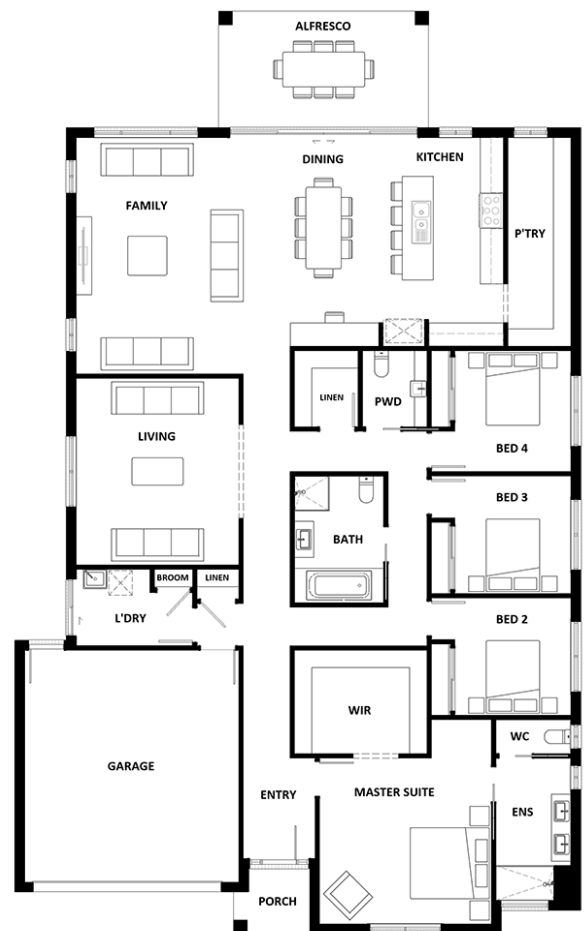 ALFRESCO
DINING
KITCHEN
FAMILY
P'TRY
LINEN
PWD
LIVING
BED 4
BED 3
BATH
BROOM
LINEN
L'DRY
BED 2
WIR
WC
GARAGE
ENTRY
MASTER SUITE
ENS
PORCH